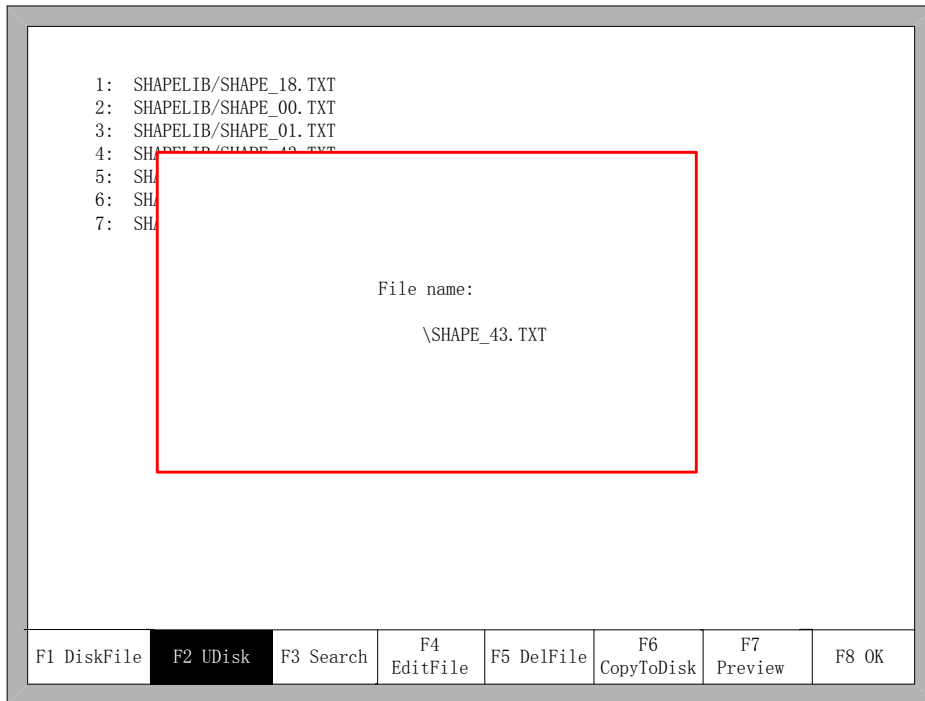 1: SHAPELIB/SHAPE_18.TXT
2: SHAPELIB/SHAPE_00.TXT
3: SHAPELIB/SHAPE_01.TXT
4:
5:
6:
7:
File name:
\SHAPE_43.TXT
F1 DiskFile
F2 UDisk
F3 Search
F4
EditFile
F5 DelFile
F6
CopyToDisk
F7
Preview
F8 OK